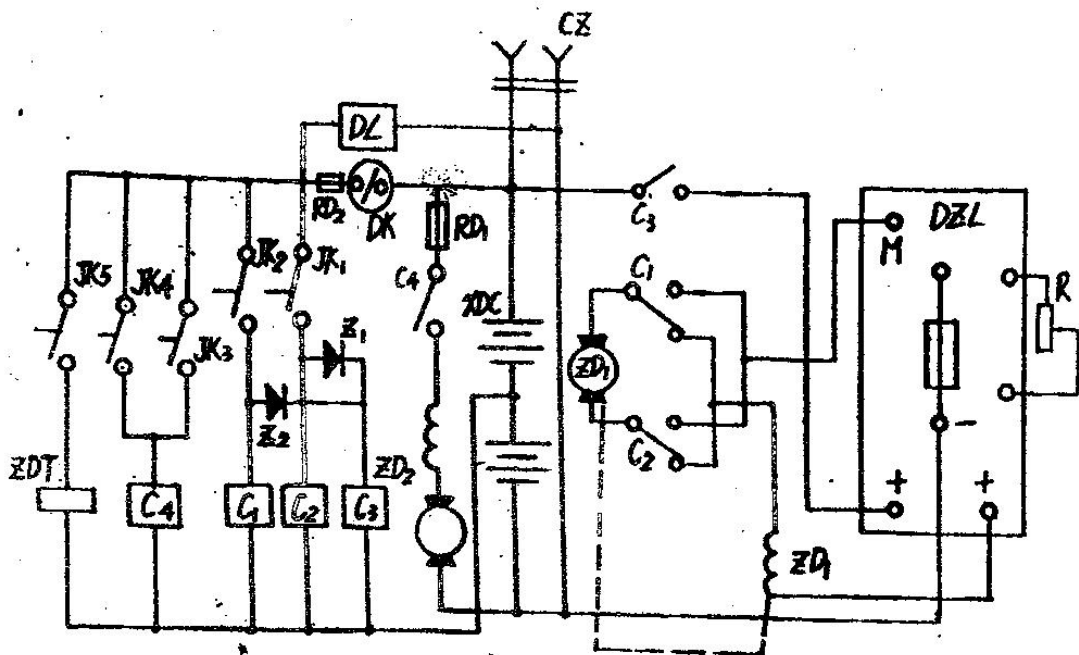 CZ
DL
RD₂
DK
RD₁
C₃
DZL
M
JK₅
JK₄
JK₂
JK₁
C₄
C₁
R
JK₃
Z₁
XDC
ZD₁
Z₂
C₂
-
ZDT
C₄
C₁
C₂
C₃
ZD₂
+
+
ZD₁